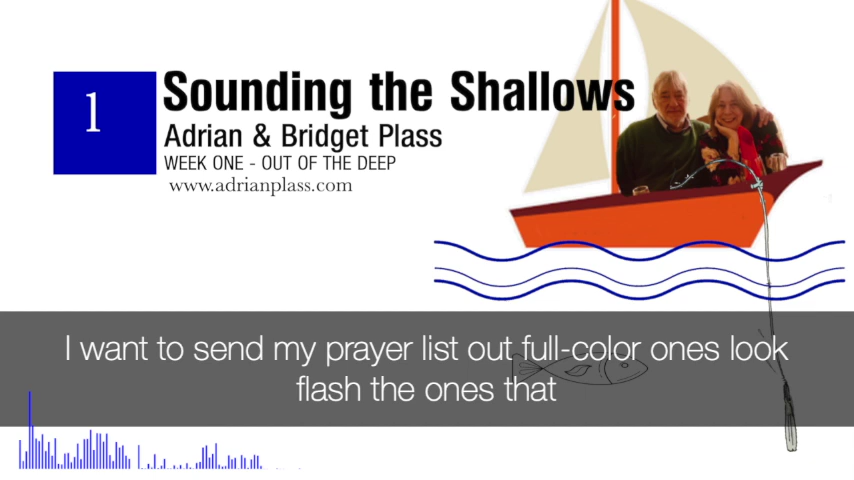 1
Sounding the Shallows
Adrian & Bridget Plass
WEEK ONE - OUT OF THE DEEP
www.adrianplass.com
I want to send my prayer list out full-color ones look
flash the ones that